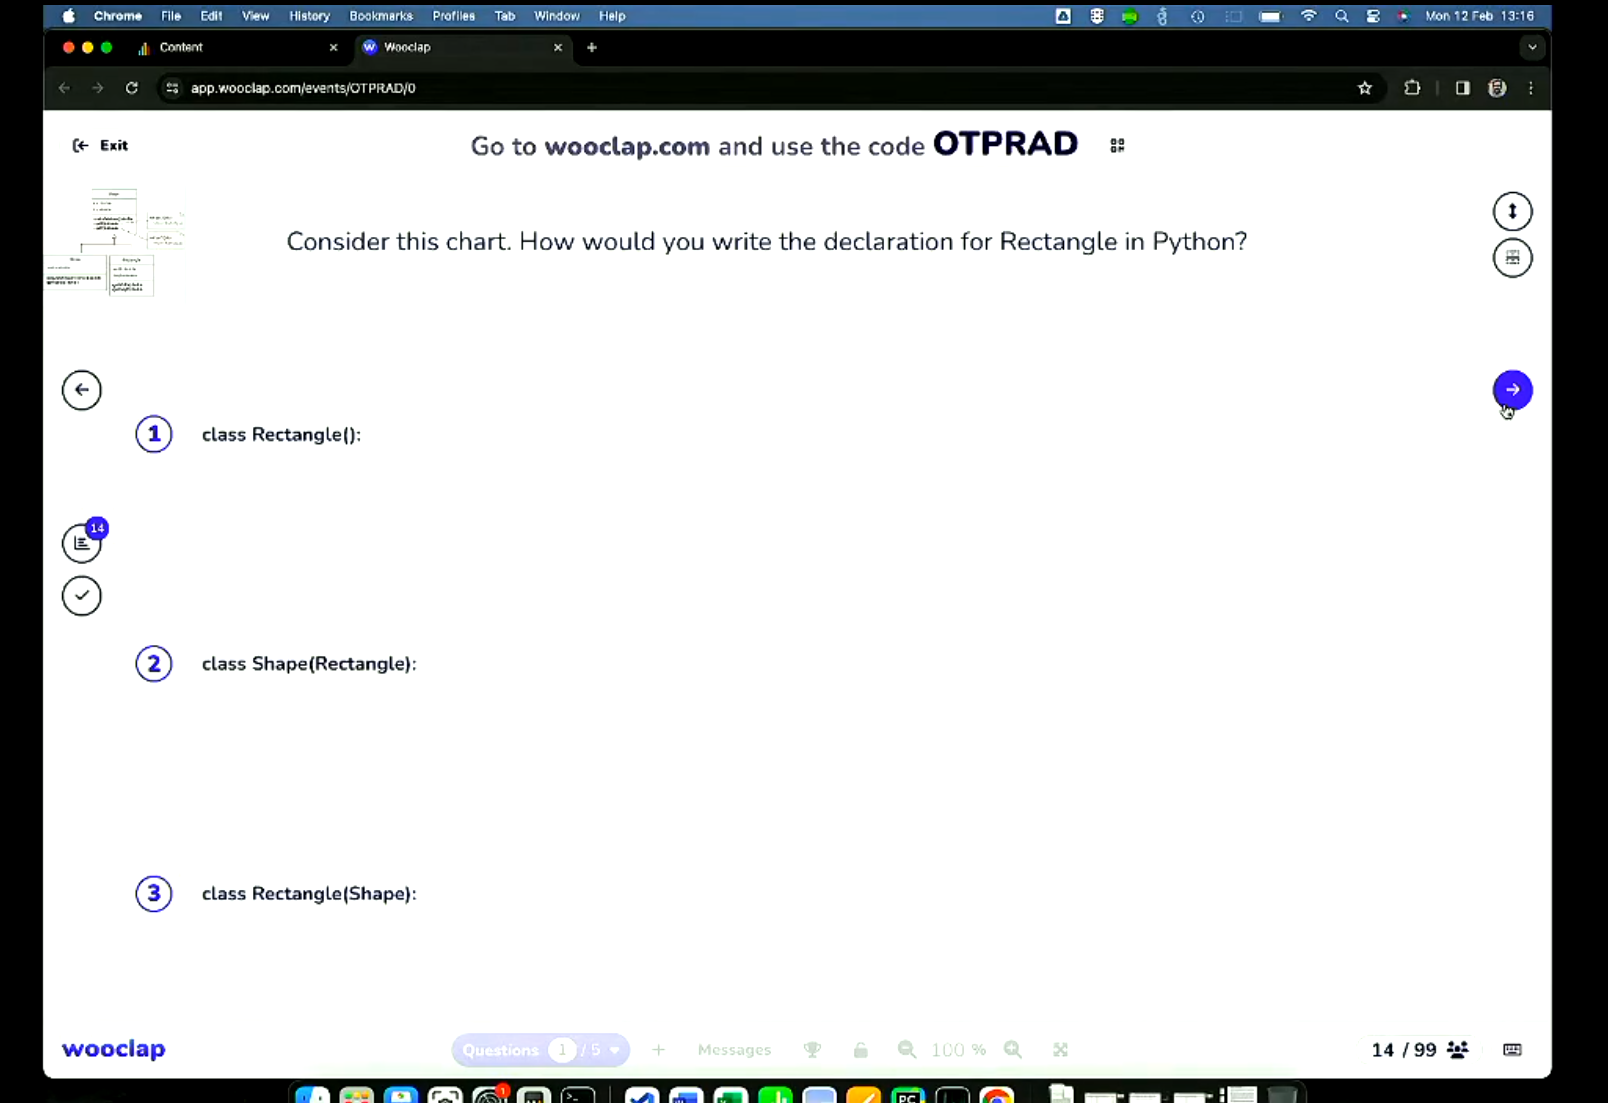 Chrome File Edit View History Bookmarks Profiles Tab Window Help Mon 12 Feb 13:16
Content Wooclap
app.wooclap.com/events/OTPRAD/0
Exit
Go to wooclap.com and use the code OTPRAD
Consider this chart. How would you write the declaration for Rectangle in Python?
1 class Rectangle():
14
2 class Shape(Rectangle):
3 class Rectangle(Shape):
wooclap
Questions 1 / 5
Messages
100 %
14 / 99
1
PC